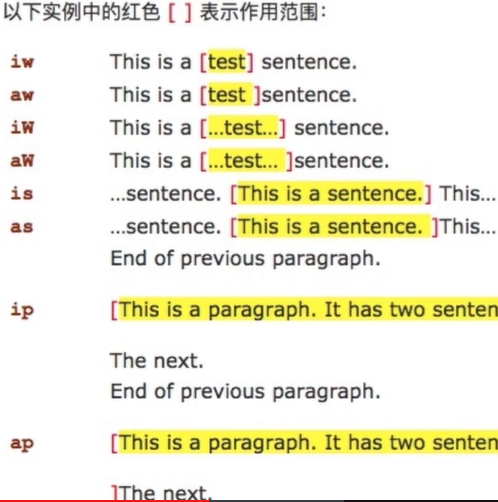 以下实例中的红色 [ ] 表示作用范围：
iw This is a [test] sentence.
aw This is a [test ]sentence.
iW This is a [...test...] sentence.
aW This is a [...test... ]sentence.
is ...sentence. [This is a sentence.] This...
as ...sentence. [This is a sentence. ]This...
End of previous paragraph.
ip [This is a paragraph. It has two senten
The next.
End of previous paragraph.
ap [This is a paragraph. It has two senten
]The next.